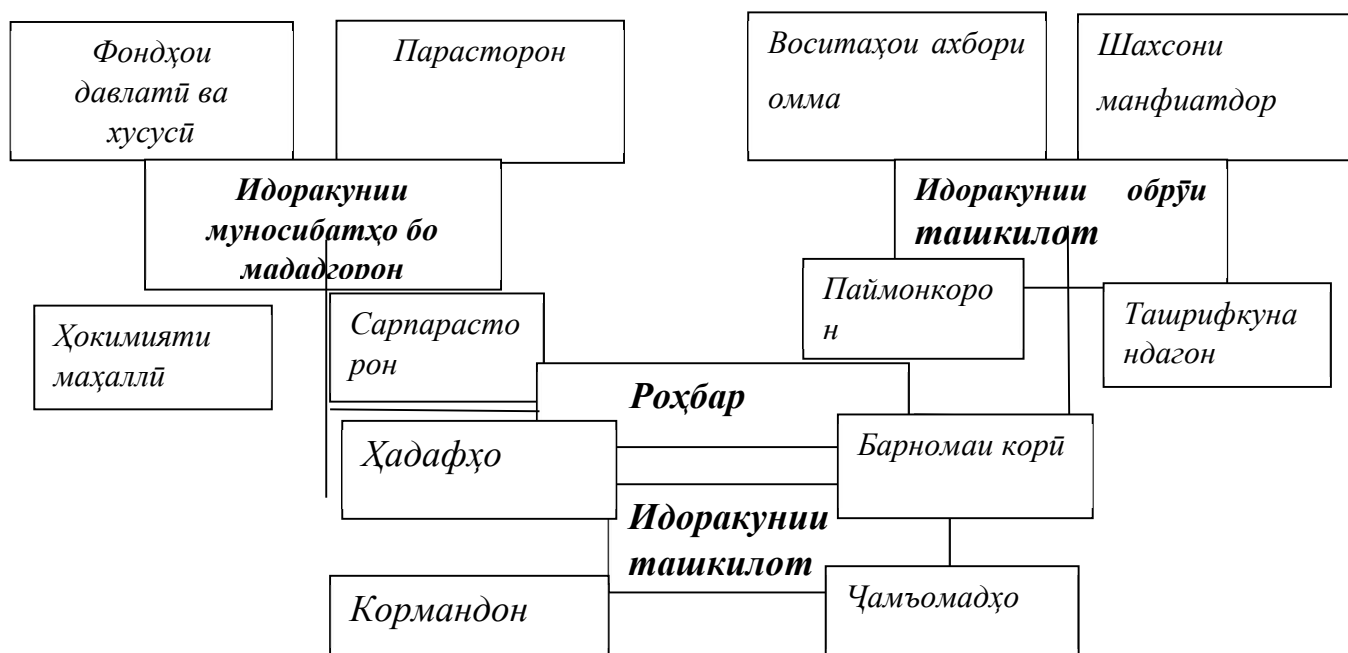 Фондҳои
давлатӣ ва
хусусӣ
Парасторон
Воситаҳои ахбори
омма
Шахсони
манфиатдор
Идоракунии
муносибатҳо бо
мададгорон
Идоракунии обрӯи
ташкилот
Ҳокимияти
маҳаллӣ
Сарпарасто
рон
Паймонкоро
н
Ташрифкуна
ндагон
Роҳбар
Ҳадафҳо
Барномаи корӣ
Идоракунии
ташкилот
Кормандон
Ҷамъомадҳо